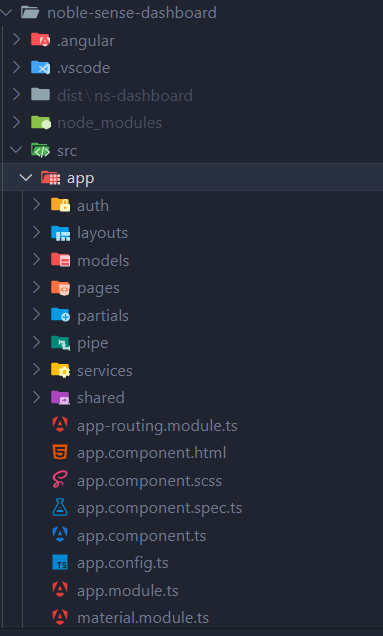 noble-sense-dashboard
.angular
.vscode
dist\ns-dashboard
node_modules
src
app
auth
layouts
models
pages
partials
pipe
services
shared
app-routing.module.ts
app.component.html
app.component.scss
app.component.spec.ts
app.component.ts
TS app.config.ts
app.module.ts
material.module.ts